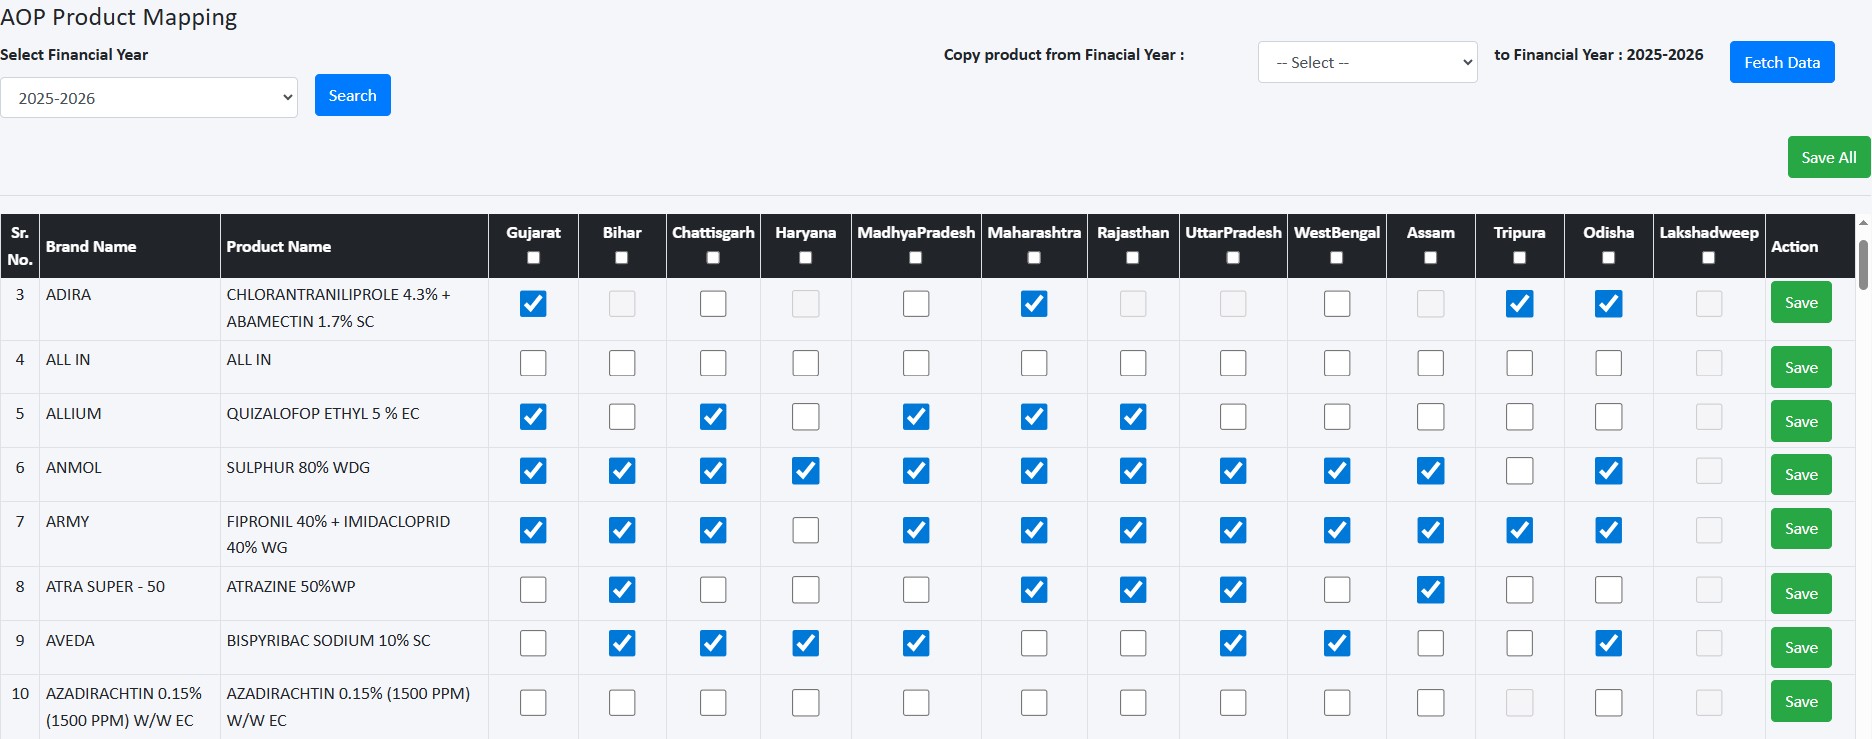 AOP Product Mapping
Select Financial Year
Copy product from Finacial Year :
-- Select --
to Financial Year : 2025-2026
Fetch Data
2025-2026
Search
Save All
Sr. No. Brand Name Product Name Gujarat Bihar Chattisgarh Haryana MadhyaPradesh Maharashtra Rajasthan UttarPradesh WestBengal Assam Tripura Odisha Lakshadweep Action
3 ADIRA CHLORANTRANILIPROLE 4.3% + Save
ABAMECTIN 1.7% SC
4 ALL IN ALL IN Save
5 ALLIUM QUIZALOFOP ETHYL 5 % EC Save
6 ANMOL SULPHUR 80% WDG Save
7 ARMY FIPRONIL 40% + IMIDACLOPRID Save
40% WG
8 ATRA SUPER - 50 ATRAZINE 50%WP Save
9 AVEDA BISPYRIBAC SODIUM 10% SC Save
10 AZADIRACHTIN 0.15% AZADIRACHTIN 0.15% (1500 PPM) Save
(1500 PPM) W/W EC W/W EC